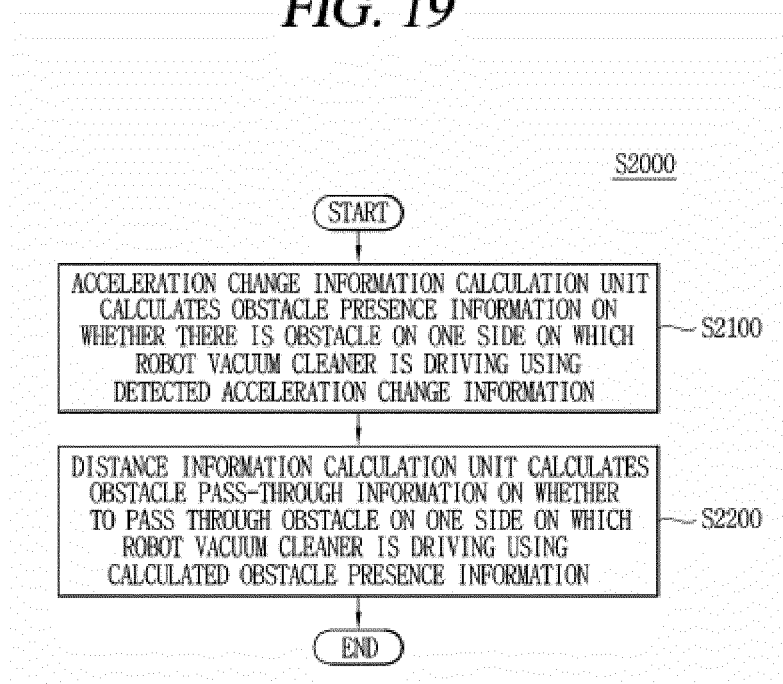 FIG. 19
S2000
START
ACCELERATION CHANGE INFORMATION CALCULATION UNIT
CALCULATES OBSTACLE PRESENCE INFORMATION ON
WHETHER THERE IS OBSTACLE ON ONE SIDE ON WHICH
ROBOT VACUUM CLEANER IS DRIVING USING
DETECTED ACCELERATION CHANGE INFORMATION
S2100
DISTANCE INFORMATION CALCULATION UNIT CALCULATES
OBSTACLE PASS-THROUGH INFORMATION ON WHETHER
TO PASS THROUGH OBSTACLE ON ONE SIDE ON WHICH
ROBOT VACUUM CLEANER IS DRIVING USING
CALCULATED OBSTACLE PRESENCE INFORMATION
S2200
END